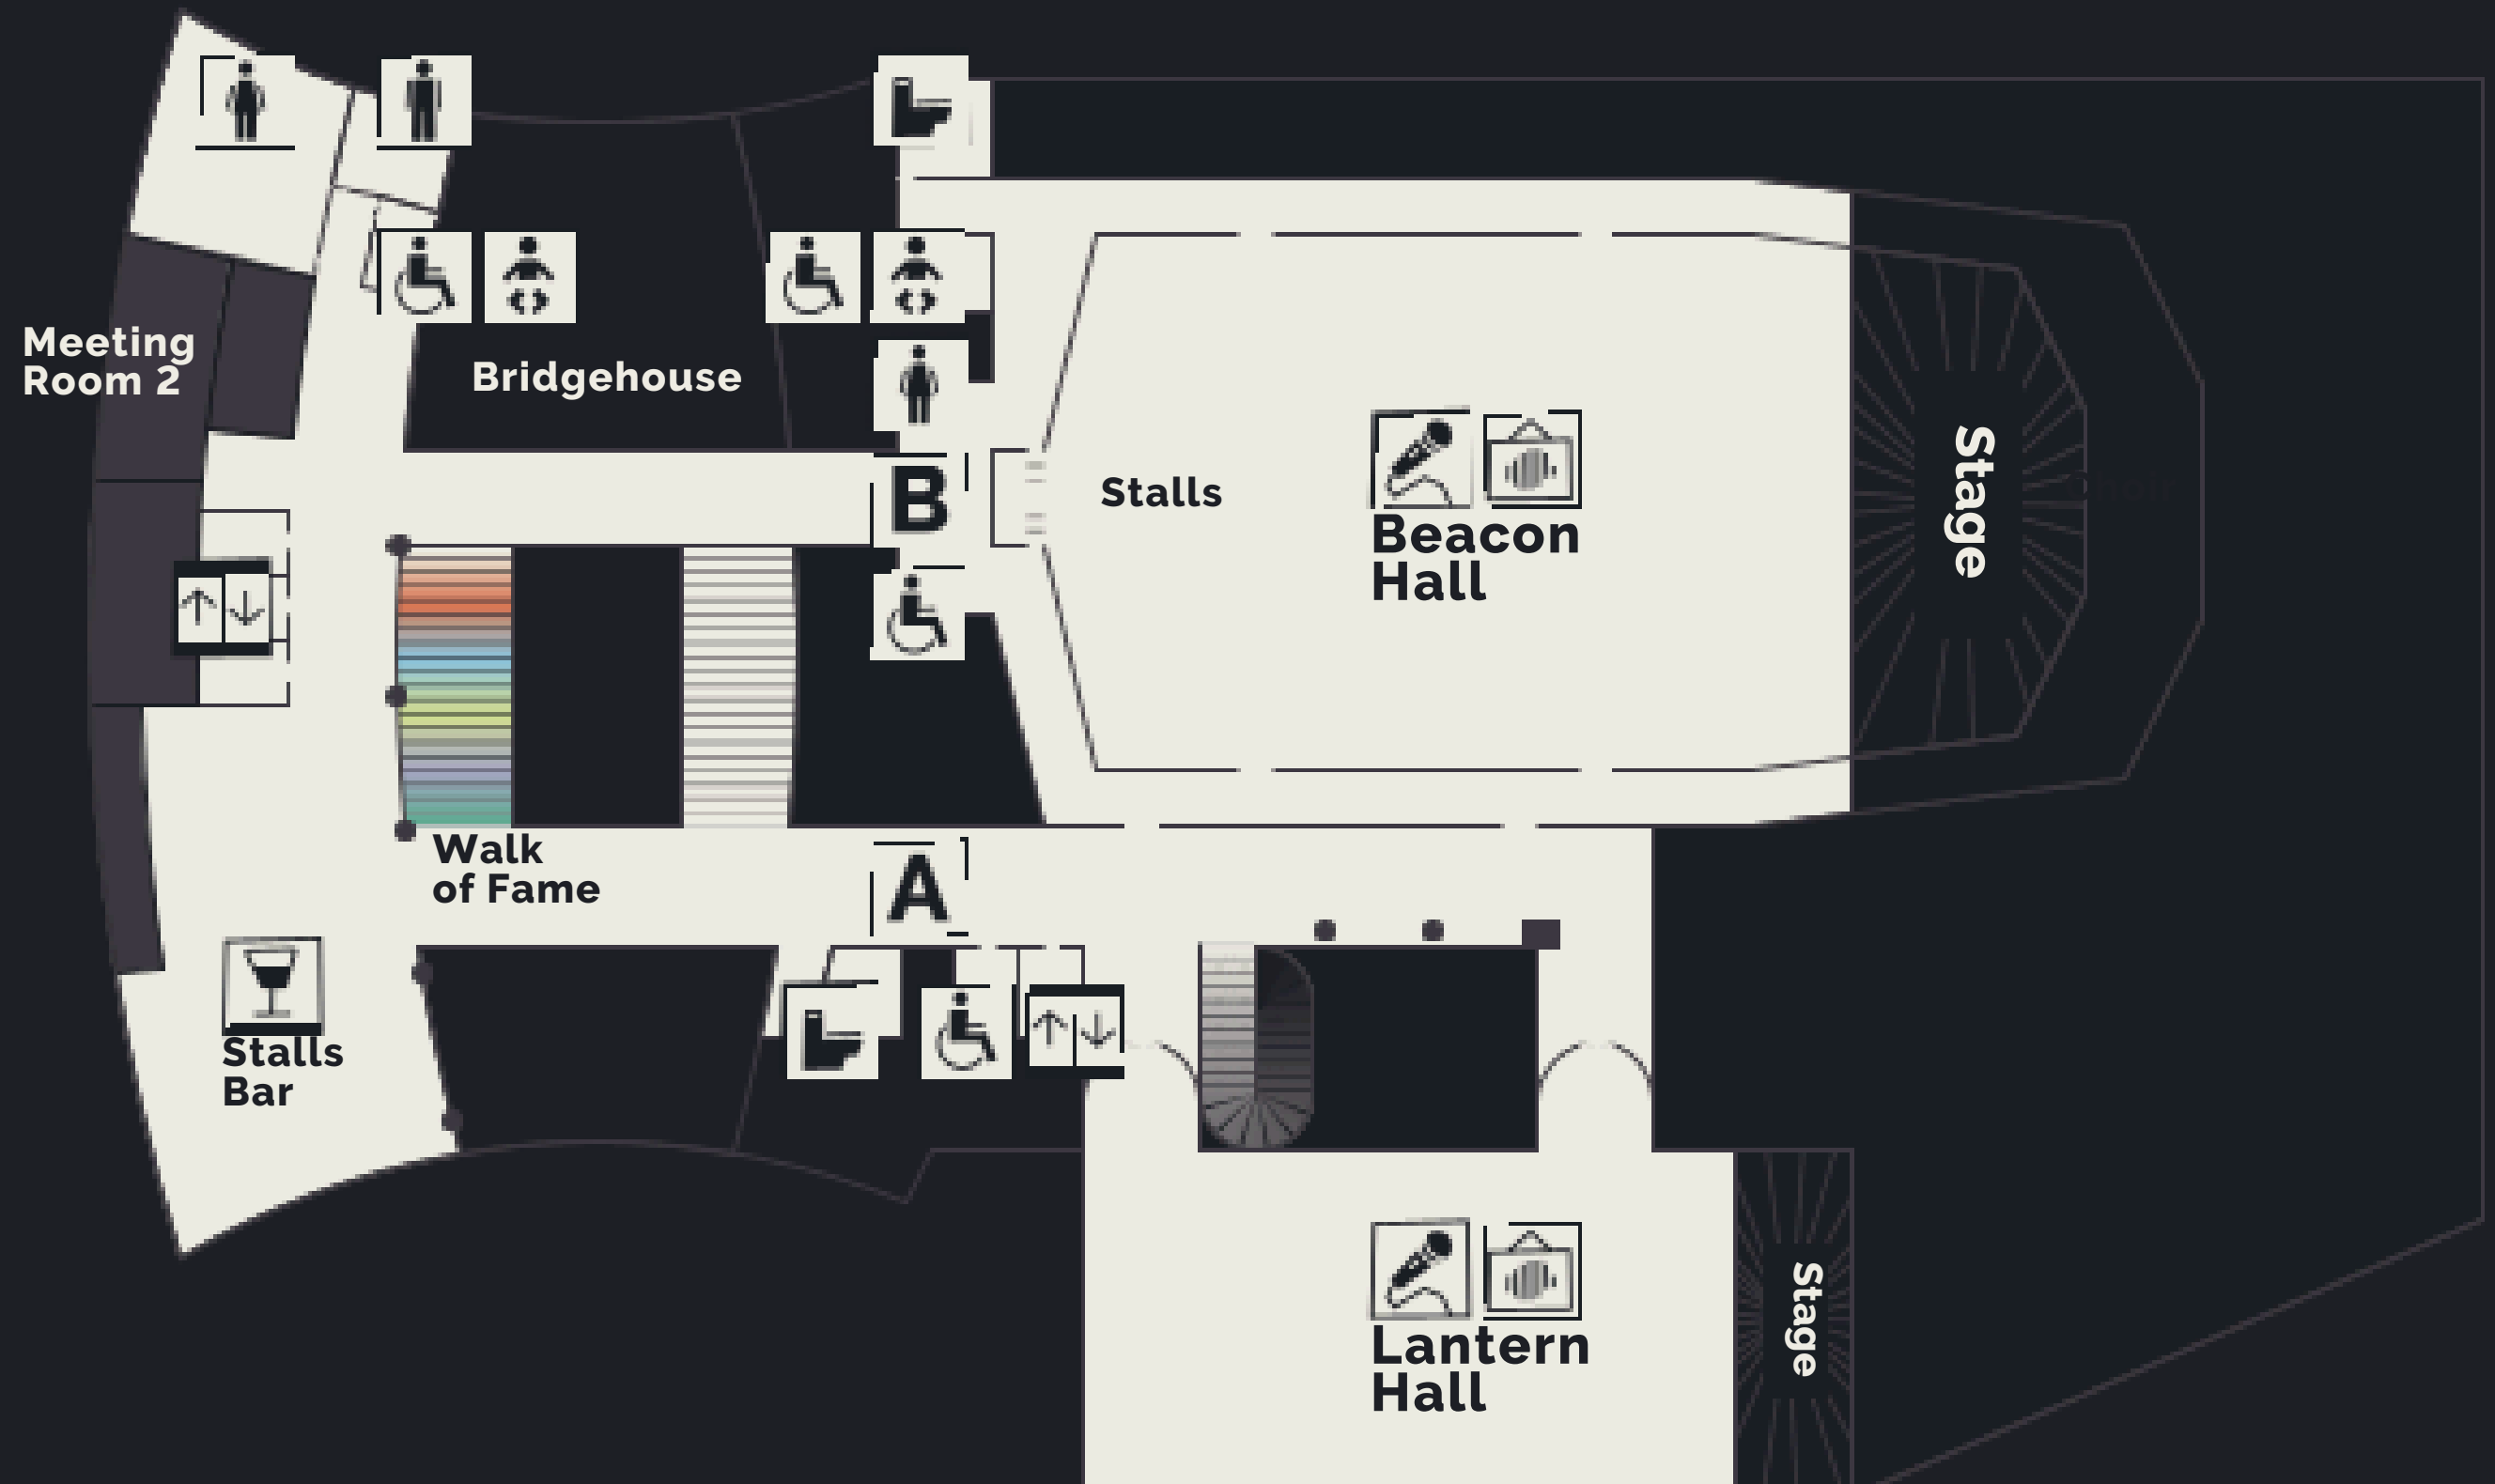 Meeting
Room 2
Bridgehouse
B
Stalls
Beacon
Hall
Stage
Walk
of Fame
A
Stalls
Bar
Lantern
Hall
Stage